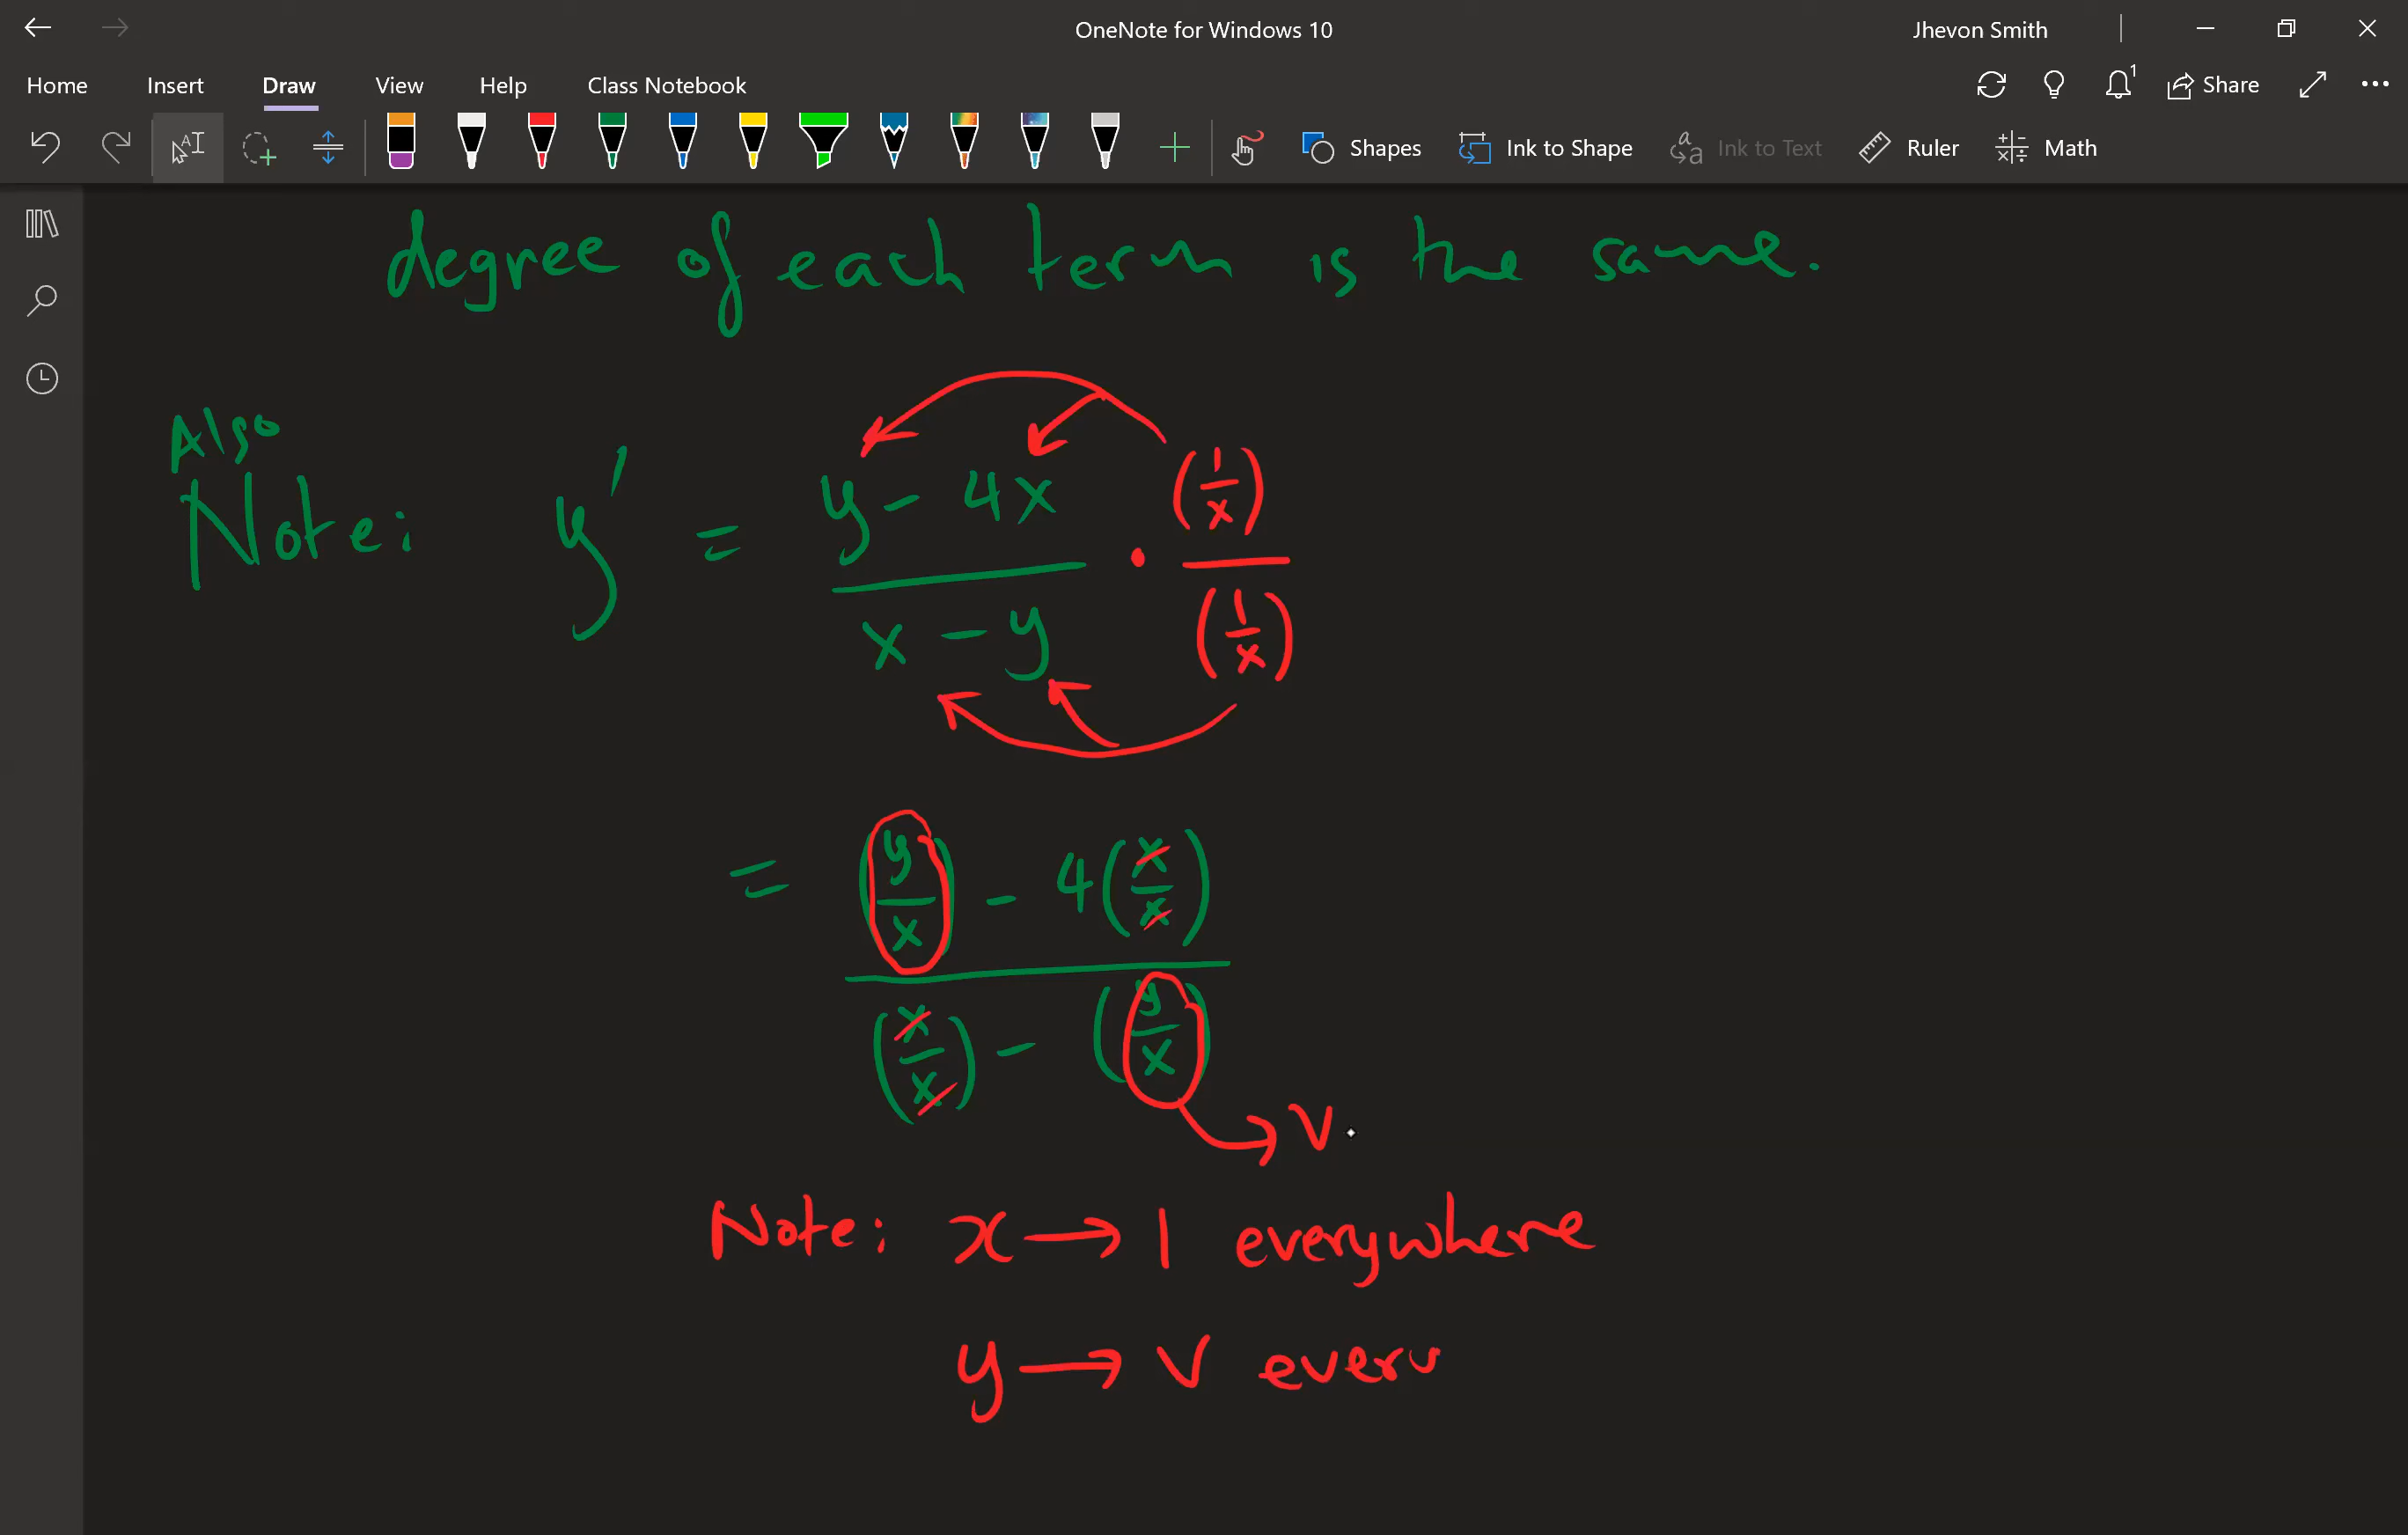 OneNote for Windows 10
Jhevon Smith
Home Insert Draw View Help Class Notebook
1 Share
Shapes Ink to Shape Ink to Text Ruler Math
degree of each term is the same.
Also
Note: y' = (y - 4x)/(x - y) · (1/x)/(1/x)
= ((y/x) - 4(x/x))/((x/x) - (y/x))
→ v
Note: x → 1 everywhere
y → v every